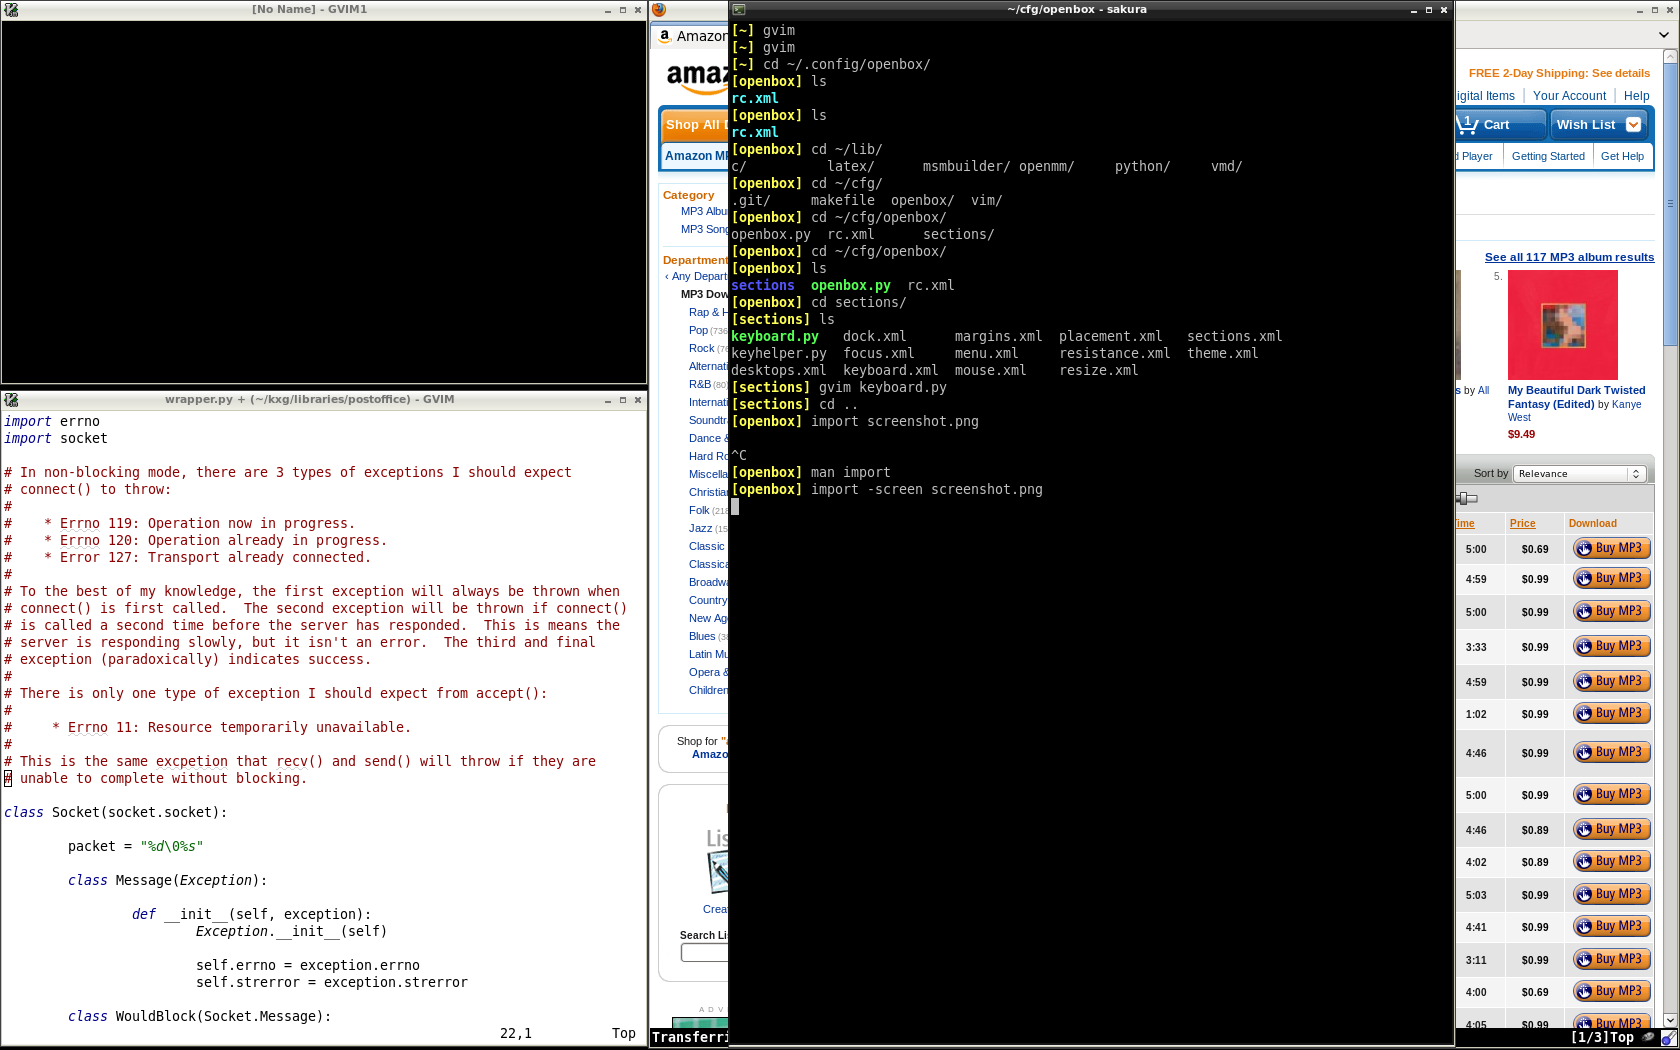 [No Name] - GVIM1
wrapper.py + (~/kxg/libraries/postoffice) - GVIM
import errno
import socket
# In non-blocking mode, there are 3 types of exceptions I should expect
# connect() to throw:
#
#    * Errno 119: Operation now in progress.
#    * Errno 120: Operation already in progress.
#    * Error 127: Transport already connected.
#
# To the best of my knowledge, the first exception will always be thrown when
# connect() is first called.  The second exception will be thrown if connect()
# is called a second time before the server has responded.  This is means the
# server is responding slowly, but it isn't an error.  The third and final
# exception (paradoxically) indicates success.
#
# There is only one type of exception I should expect from accept():
#
#     * Errno 11: Resource temporarily unavailable.
#
# This is the same excpetion that recv() and send() will throw if they are
# unable to complete without blocking.
class Socket(socket.socket):
packet = "%d\0%s"
class Message(Exception):
def __init__(self, exception):
Exception.__init__(self)
self.errno = exception.errno
self.strerror = exception.strerror
class WouldBlock(Socket.Message):
22,1 Top
Amazon
amaz
Shop All D
Amazon MP
Category
MP3 Albu
MP3 Song
Department
‹ Any Depart
MP3 Dow
Rap & H
Pop (736
Rock (76
Alternati
R&B (80)
Internati
Soundtr
Dance &
Hard Ro
Miscella
Christian
Folk (218
Jazz (15
Classic
Classica
Broadwa
Country
New Age
Blues (38
Latin Mu
Opera &
Children
Shop for "
Amazo
Lis
Creat
Search Li
ADV
Transferri
~/cfg/openbox - sakura
[~] gvim
[~] gvim
[~] cd ~/.config/openbox/
[openbox] ls
rc.xml
[openbox] ls
rc.xml
[openbox] cd ~/lib/
c/          latex/      msmbuilder/ openmm/     python/     vmd/
[openbox] cd ~/cfg/
.git/     makefile  openbox/  vim/
[openbox] cd ~/cfg/openbox/
openbox.py  rc.xml      sections/
[openbox] cd ~/cfg/openbox/
[openbox] ls
sections  openbox.py  rc.xml
[openbox] cd sections/
[sections] ls
keyboard.py   dock.xml      margins.xml  placement.xml   sections.xml
keyhelper.py  focus.xml     menu.xml     resistance.xml  theme.xml
desktops.xml  keyboard.xml  mouse.xml    resize.xml
[sections] gvim keyboard.py
[sections] cd ..
[openbox] import screenshot.png
^C
[openbox] man import
[openbox] import -screen screenshot.png
FREE 2-Day Shipping: See details
igital Items Your Account Help
1 Cart Wish List
d Player Getting Started Get Help
See all 117 MP3 album results
5.
s by All
My Beautiful Dark Twisted
Fantasy (Edited) by Kanye
West
$9.49
Sort by Relevance
ime Price Download
5:00 $0.69 Buy MP3
4:59 $0.99 Buy MP3
5:00 $0.99 Buy MP3
3:33 $0.99 Buy MP3
4:59 $0.99 Buy MP3
1:02 $0.99 Buy MP3
4:46 $0.99 Buy MP3
5:00 $0.99 Buy MP3
4:46 $0.89 Buy MP3
4:02 $0.89 Buy MP3
5:03 $0.99 Buy MP3
4:41 $0.99 Buy MP3
3:11 $0.99 Buy MP3
4:00 $0.69 Buy MP3
4:05 $0.99 Buy MP3
[1/3]Top